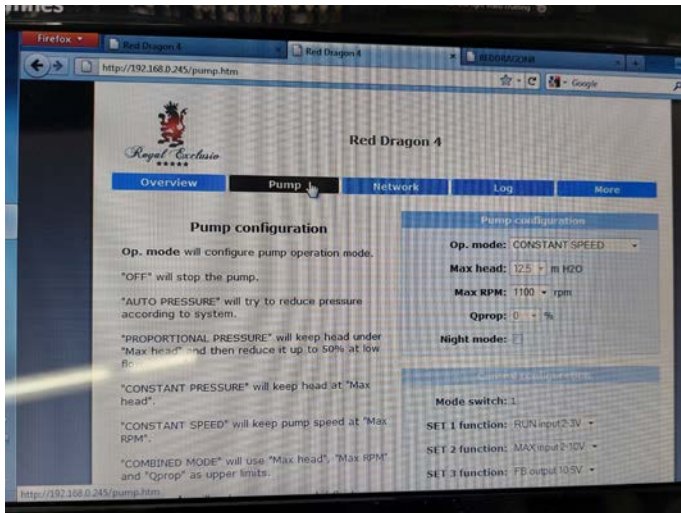 Firefox
Red Dragon 4
Red Dragon 4
REDDRAGON4
http://192.168.0.245/pump.htm
Google
Royal Exclusiv
Red Dragon 4
Overview
Pump
Network
Log
More
Pump configuration
Op. mode will configure pump operation mode.
"OFF" will stop the pump.
"AUTO PRESSURE" will try to reduce pressure
according to system.
"PROPORTIONAL PRESSURE" will keep head under
"Max head" and then reduce it up to 50% at low
flow.
"CONSTANT PRESSURE" will keep head at "Max
head".
"CONSTANT SPEED" will keep pump speed at "Max
RPM".
"COMBINED MODE" will use "Max head", "Max RPM"
and "Qprop" as upper limits.
Pump configuration
Op. mode: CONSTANT SPEED
Max head: 12.5 m H2O
Max RPM: 1100 rpm
Qprop: 0 %
Night mode:
Mode switch: 1
SET 1 function: RUN input 2-3V
SET 2 function: MAX input 2-10V
SET 3 function: FB output 10.5V
http://192.168.0.245/pump.htm